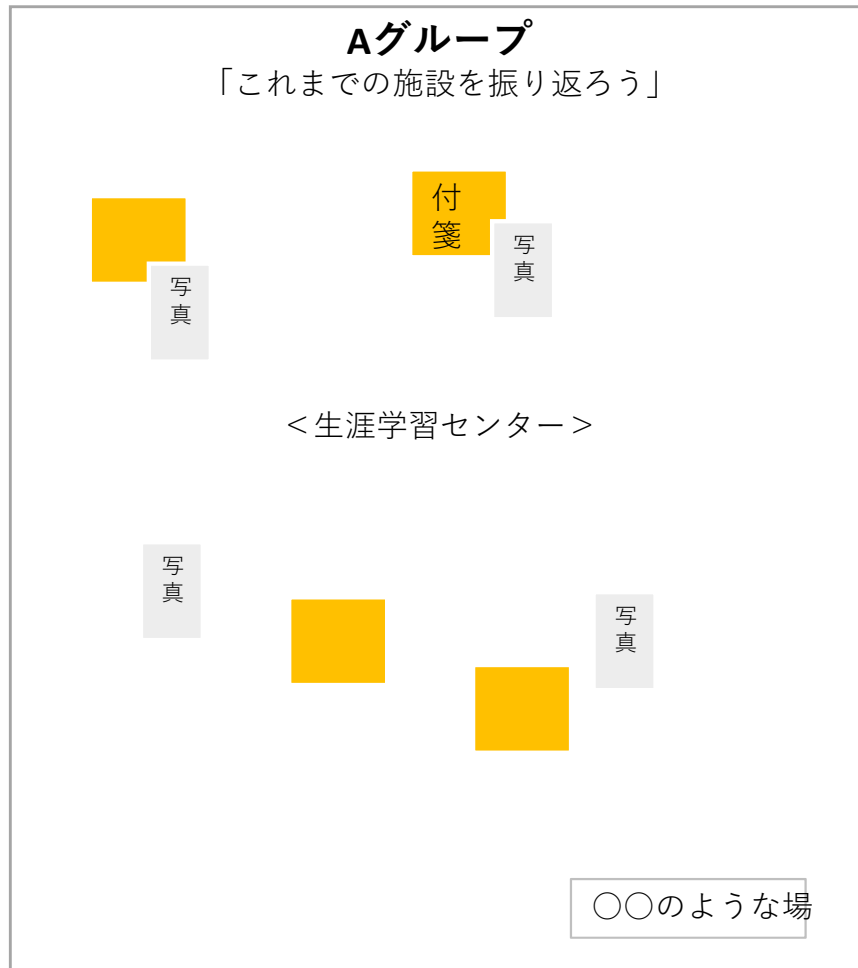 Aグループ
「これまでの施設を振り返ろう」
付
箋
写
真
写
真
＜生涯学習センター＞
写
真
写
真
〇〇のような場